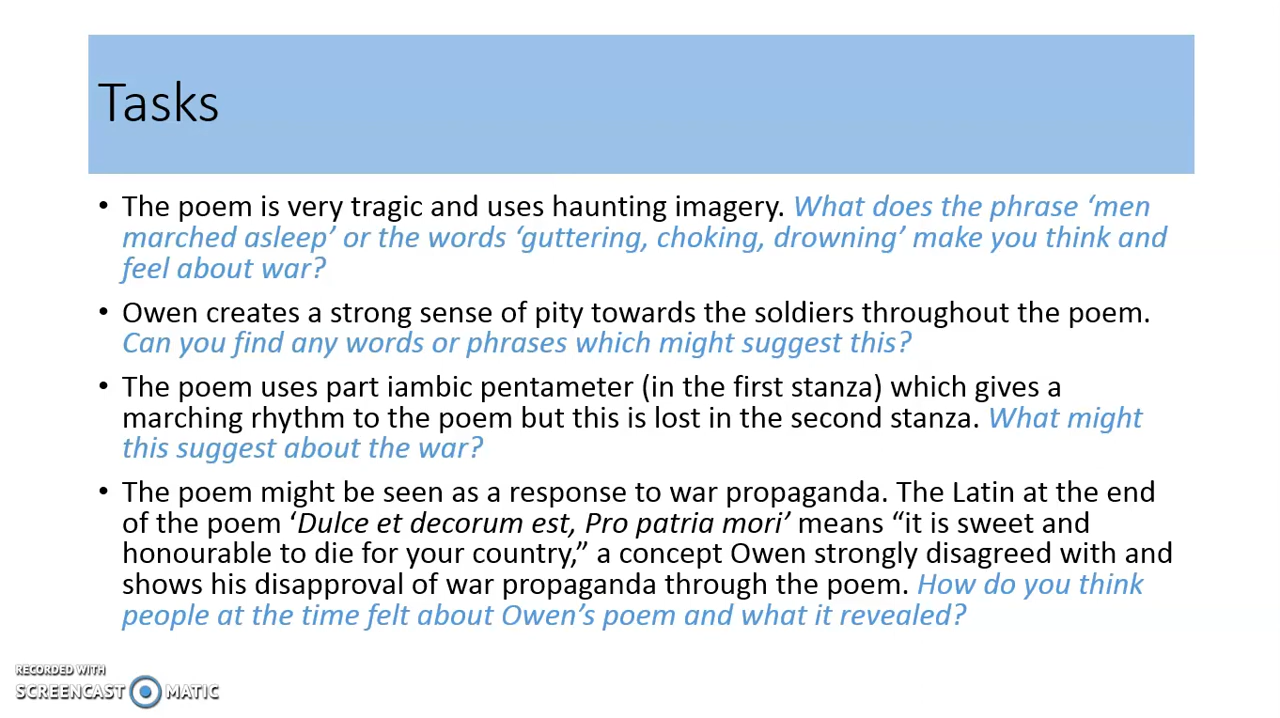 Tasks
• The poem is very tragic and uses haunting imagery. What does the phrase ‘men
marched asleep’ or the words ‘guttering, choking, drowning’ make you think and
feel about war?
• Owen creates a strong sense of pity towards the soldiers throughout the poem.
Can you find any words or phrases which might suggest this?
• The poem uses part iambic pentameter (in the first stanza) which gives a
marching rhythm to the poem but this is lost in the second stanza. What might
this suggest about the war?
• The poem might be seen as a response to war propaganda. The Latin at the end
of the poem ‘Dulce et decorum est, Pro patria mori’ means “it is sweet and
honourable to die for your country,” a concept Owen strongly disagreed with and
shows his disapproval of war propaganda through the poem. How do you think
people at the time felt about Owen’s poem and what it revealed?
RECORDED WITH
SCREENCAST MATIC